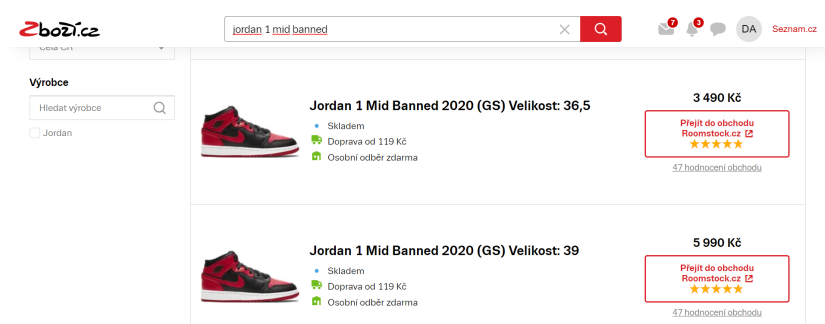 Zboží.cz
jordan 1 mid banned
7
3
DA
Seznam.cz
Celá ČR
Výrobce
Hledat výrobce
Jordan
Jordan 1 Mid Banned 2020 (GS) Velikost: 36,5
Skladem
Doprava od 119 Kč
Osobní odběr zdarma
3 490 Kč
Přejít do obchodu
Roomstock.cz
47 hodnocení obchodu
Jordan 1 Mid Banned 2020 (GS) Velikost: 39
Skladem
Doprava od 119 Kč
Osobní odběr zdarma
5 990 Kč
Přejít do obchodu
Roomstock.cz
47 hodnocení obchodu